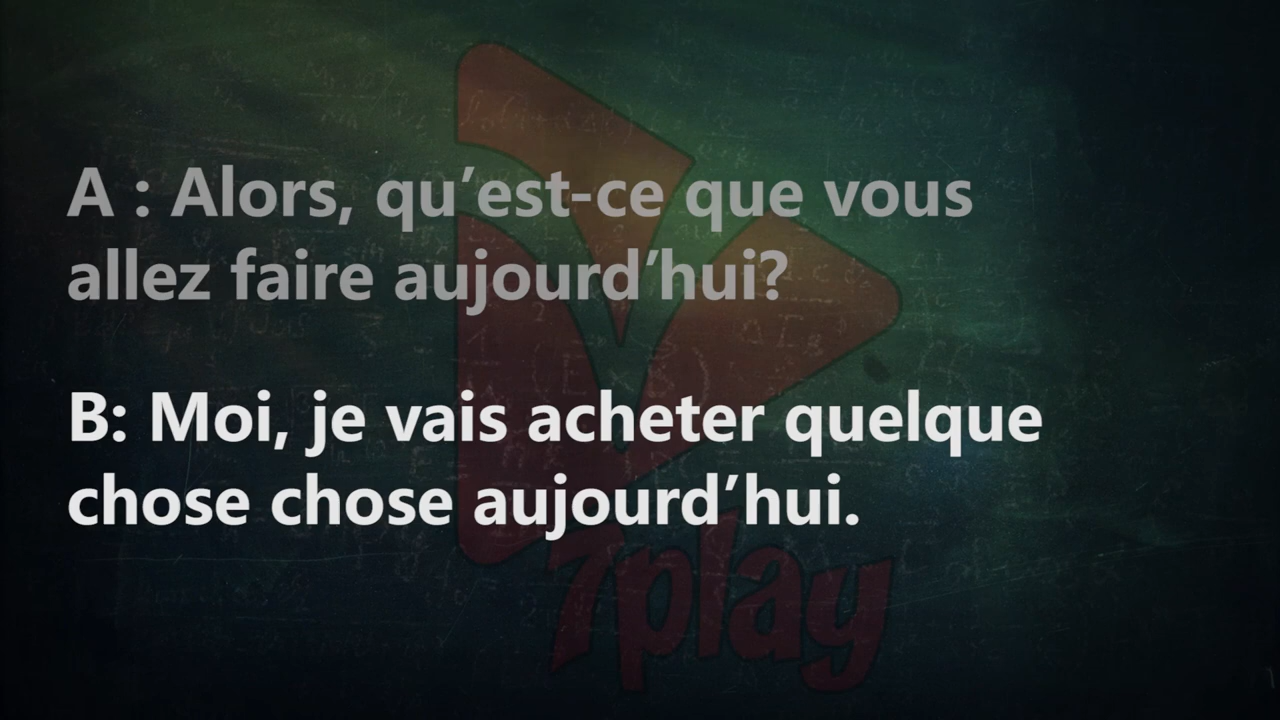 A : Alors, qu’est-ce que vous
allez faire aujourd’hui?
B: Moi, je vais acheter quelque
chose chose aujourd’hui.
7play